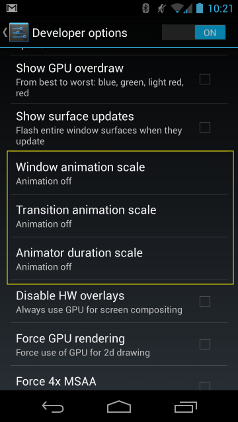 10:21
Developer options
ON
Show GPU overdraw
From best to worst: blue, green, light red,
red
Show surface updates
Flash entire window surfaces when they
update
Window animation scale
Animation off
Transition animation scale
Animation off
Animator duration scale
Animation off
Disable HW overlays
Always use GPU for screen compositing
Force GPU rendering
Force use of GPU for 2d drawing
Force 4x MSAA